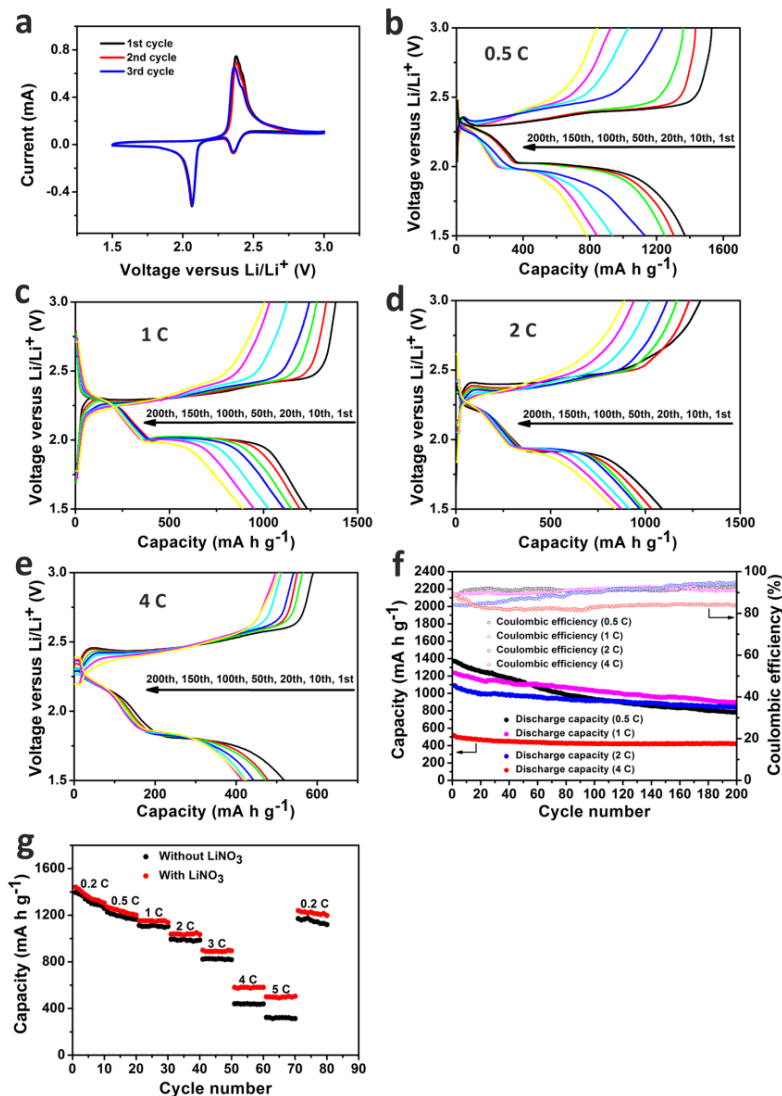 a
1st cycle
2nd cycle
3rd cycle
Current (mA)
0.8
0.4
0.0
-0.4
1.5 2.0 2.5 3.0
Voltage versus Li/Li⁺ (V)
b
0.5 C
200th, 150th, 100th, 50th, 20th, 10th, 1st
Voltage versus Li/Li⁺ (V)
3.0
2.5
2.0
1.5
0 400 800 1200 1600
Capacity (mA h g⁻¹)
c
1 C
200th, 150th, 100th, 50th, 20th, 10th, 1st
Voltage versus Li/Li⁺ (V)
3.0
2.5
2.0
1.5
0 500 1000 1500
Capacity (mA h g⁻¹)
d
2 C
200th, 150th, 100th, 50th, 20th, 10th, 1st
Voltage versus Li/Li⁺ (V)
3.0
2.5
2.0
1.5
0 500 1000 1500
Capacity (mA h g⁻¹)
e
4 C
200th, 150th, 100th, 50th, 20th, 10th, 1st
Voltage versus Li/Li⁺ (V)
3.0
2.5
2.0
1.5
0 200 400 600
Capacity (mA h g⁻¹)
f
Coulombic efficiency (0.5 C)
Coulombic efficiency (1 C)
Coulombic efficiency (2 C)
Coulombic efficiency (4 C)
Discharge capacity (0.5 C)
Discharge capacity (1 C)
Discharge capacity (2 C)
Discharge capacity (4 C)
Capacity (mA h g⁻¹)
2400
2200
2000
1800
1600
1400
1200
1000
800
600
400
200
0
Coulombic efficiency (%)
100
80
60
40
20
0
0 20 40 60 80 100 120 140 160 180 200
Cycle number
g
Without LiNO₃
With LiNO₃
0.2 C
0.5 C
1 C
2 C
3 C
4 C
5 C
0.2 C
Capacity (mA h g⁻¹)
1600
1200
800
400
0
0 10 20 30 40 50 60 70 80 90
Cycle number